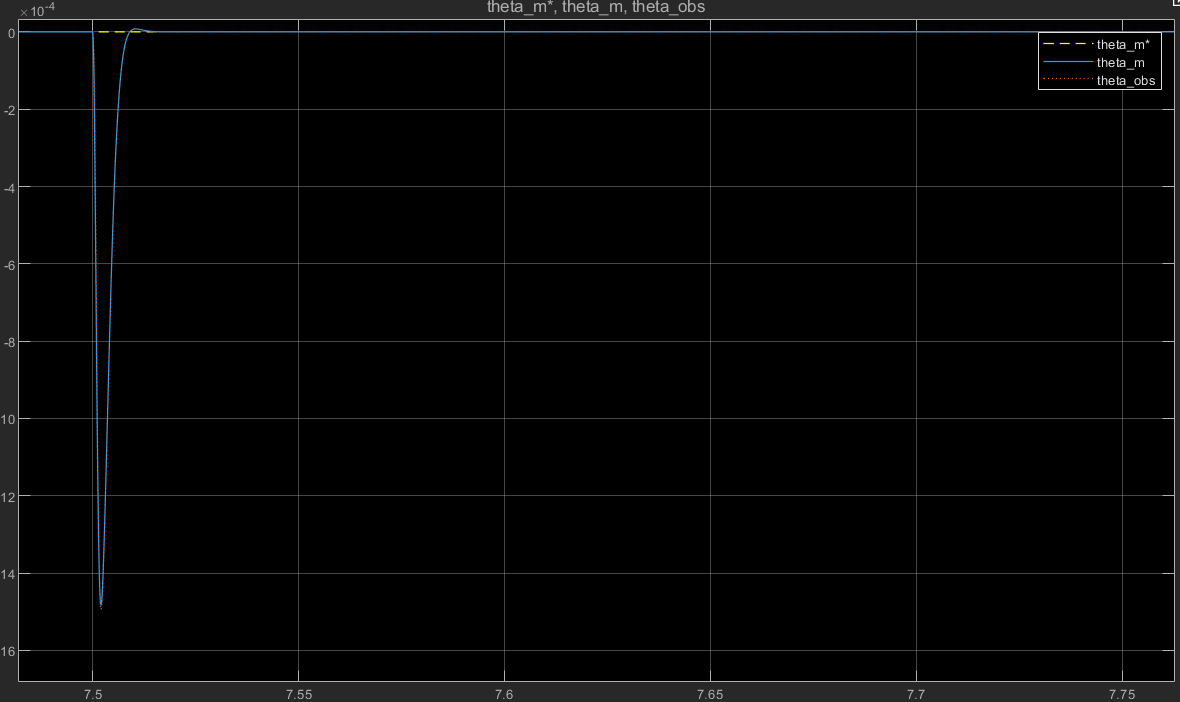 theta_m*, theta_m, theta_obs
×10-4
0
-2
-4
-6
-8
10
12
14
16
7.5 7.55 7.6 7.65 7.7 7.75
theta_m*
theta_m
theta_obs